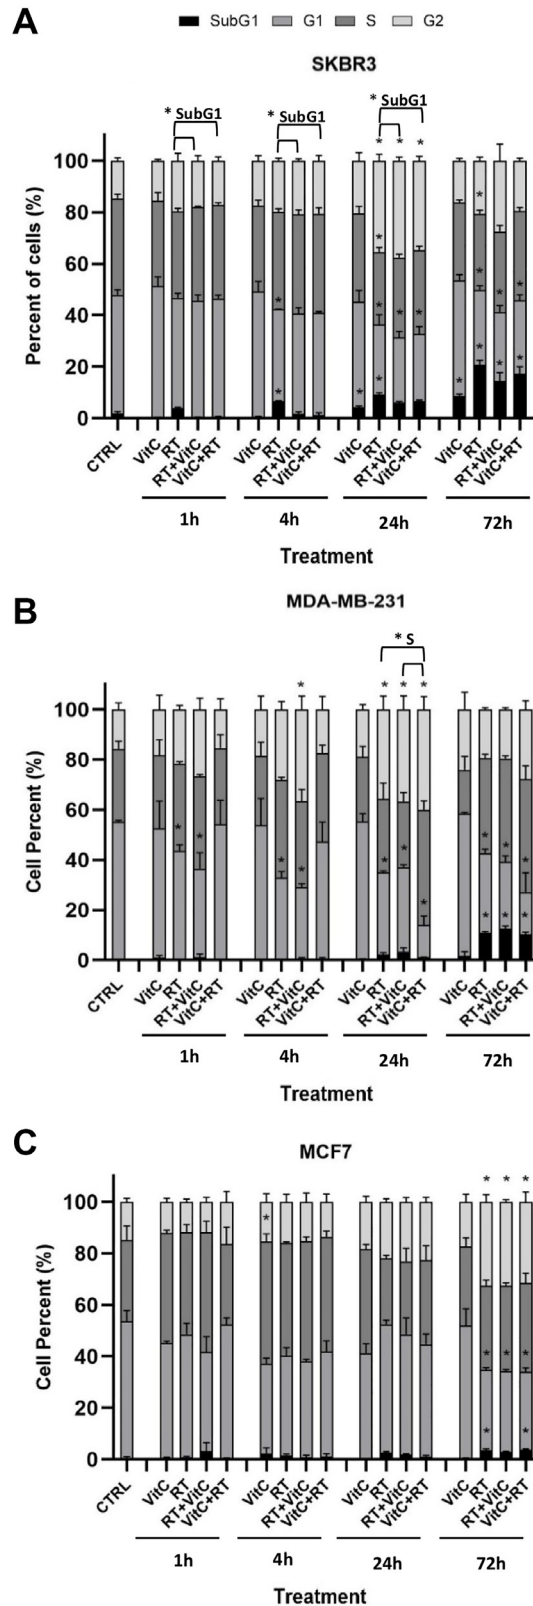 A
SubG1 G1 S G2
SKBR3
* SubG1 * SubG1 * SubG1
* * *
Percent of cells (%)
100
80
60
40
20
0
CTRL VitC RT RT+VitC VitC+RT VitC RT RT+VitC VitC+RT VitC RT RT+VitC VitC+RT VitC RT RT+VitC VitC+RT
1h 4h 24h 72h
Treatment
B
MDA-MB-231
* S
* * * *
Cell Percent (%)
100
80
60
40
20
0
CTRL VitC RT RT+VitC VitC+RT VitC RT RT+VitC VitC+RT VitC RT RT+VitC VitC+RT VitC RT RT+VitC VitC+RT
1h 4h 24h 72h
Treatment
C
MCF7
* * *
Cell Percent (%)
100
80
60
40
20
0
CTRL VitC RT RT+VitC VitC+RT VitC RT RT+VitC VitC+RT VitC RT RT+VitC VitC+RT VitC RT RT+VitC VitC+RT
1h 4h 24h 72h
Treatment